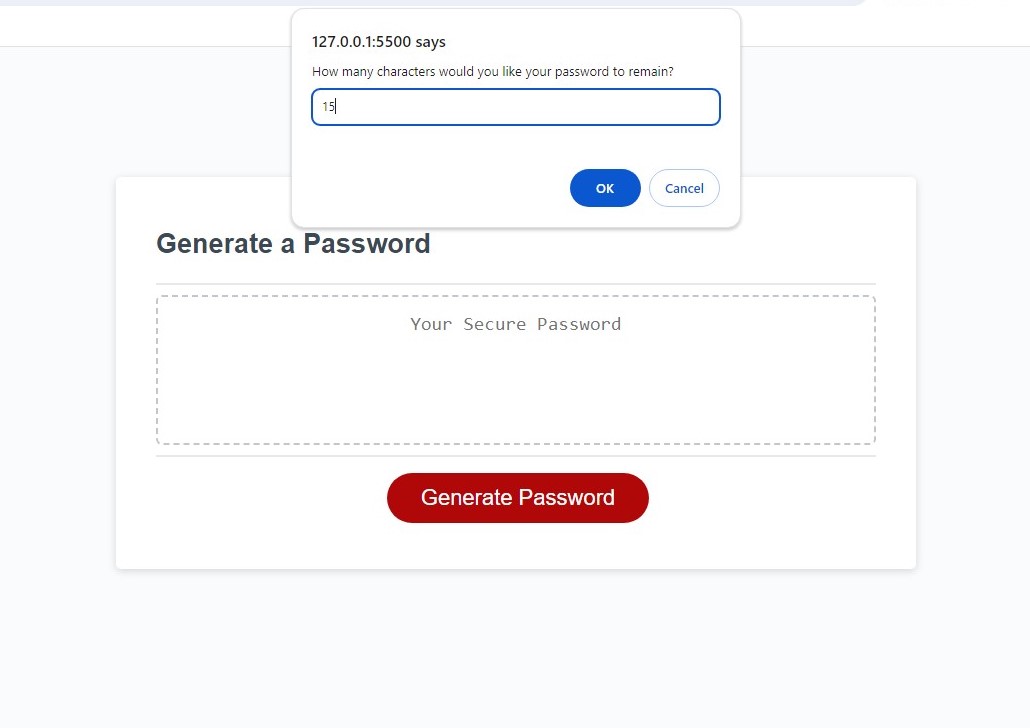 127.0.0.1:5500 says
How many characters would you like your password to remain?
15
OK
Cancel
Generate a Password
Your Secure Password
Generate Password